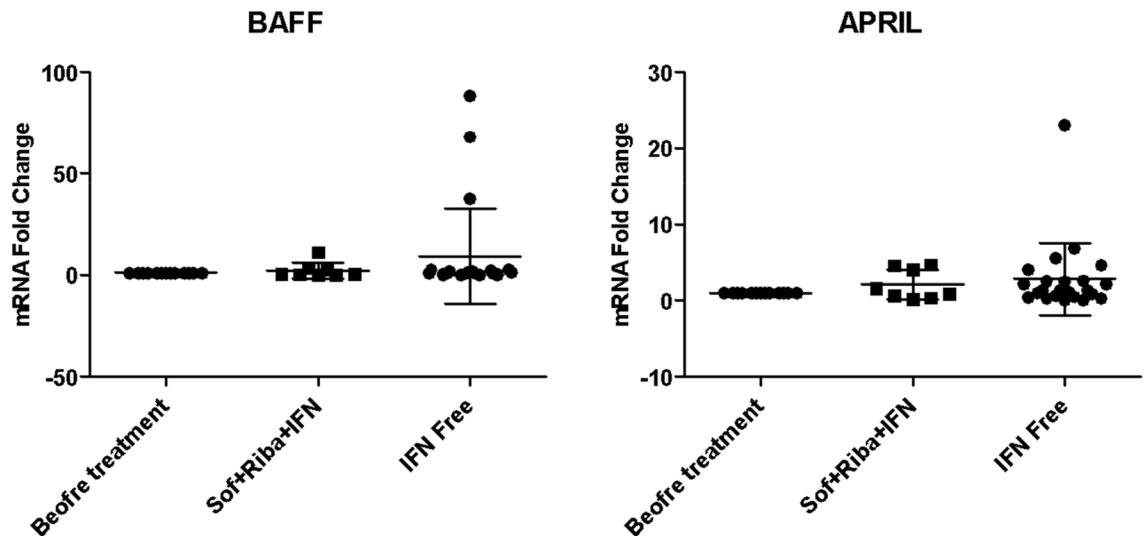 BAFF
mRNA Fold Change
100
50
0
-50
Beofre treatment
Sof+Riba+IFN
IFN Free
APRIL
mRNA Fold Change
30
20
10
0
-10
Beofre treatment
Sof+Riba+IFN
IFN Free